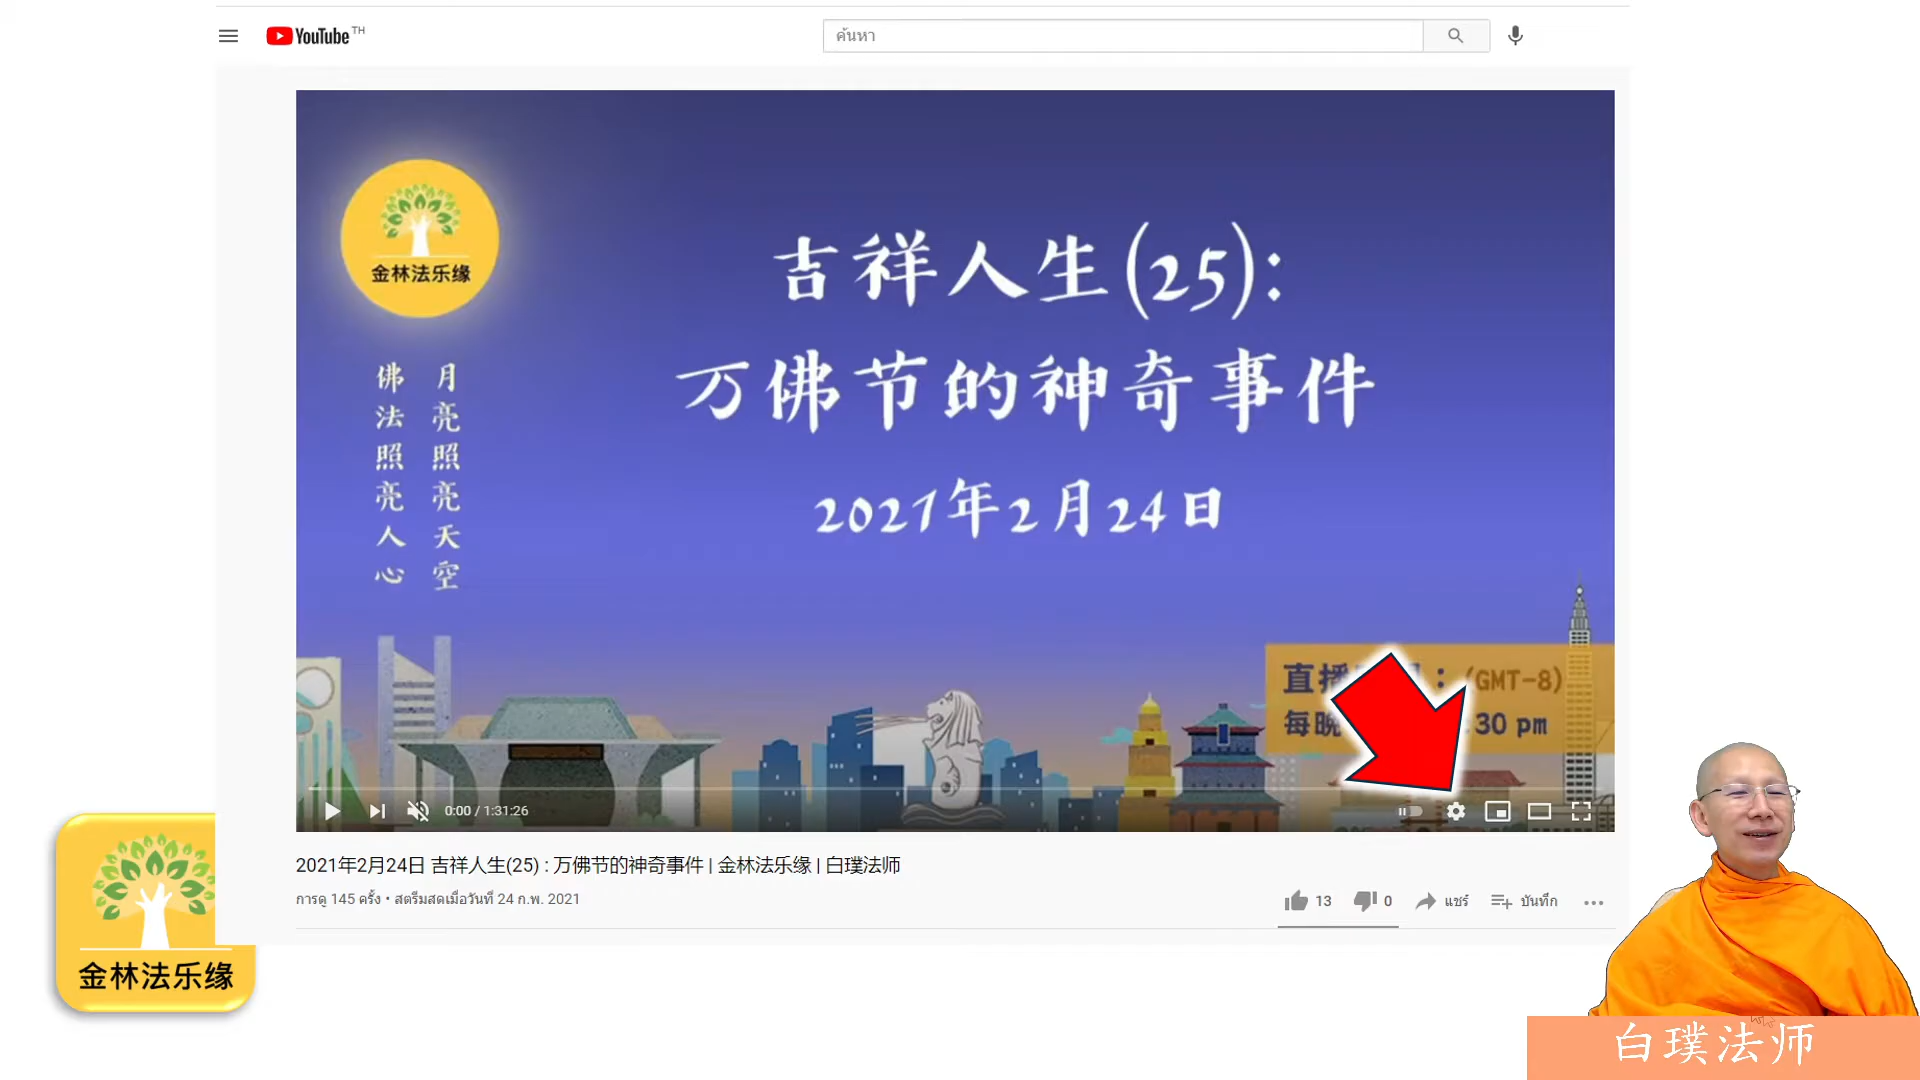 YouTube TH
ค้นหา
金林法乐缘
吉祥人生(25):
万佛节的神奇事件
2021年2月24日
月亮照亮天空
佛法照亮人心
(GMT-8)
30 pm
0:00 / 1:31:26
2021年2月24日 吉祥人生(25) : 万佛节的神奇事件 | 金林法乐缘 | 白璞法师
การดู 145 ครั้ง • สตรีมสดเมื่อวันที่ 24 ก.พ. 2021
13
0
แชร์
บันทึก
金林法乐缘
白璞法师